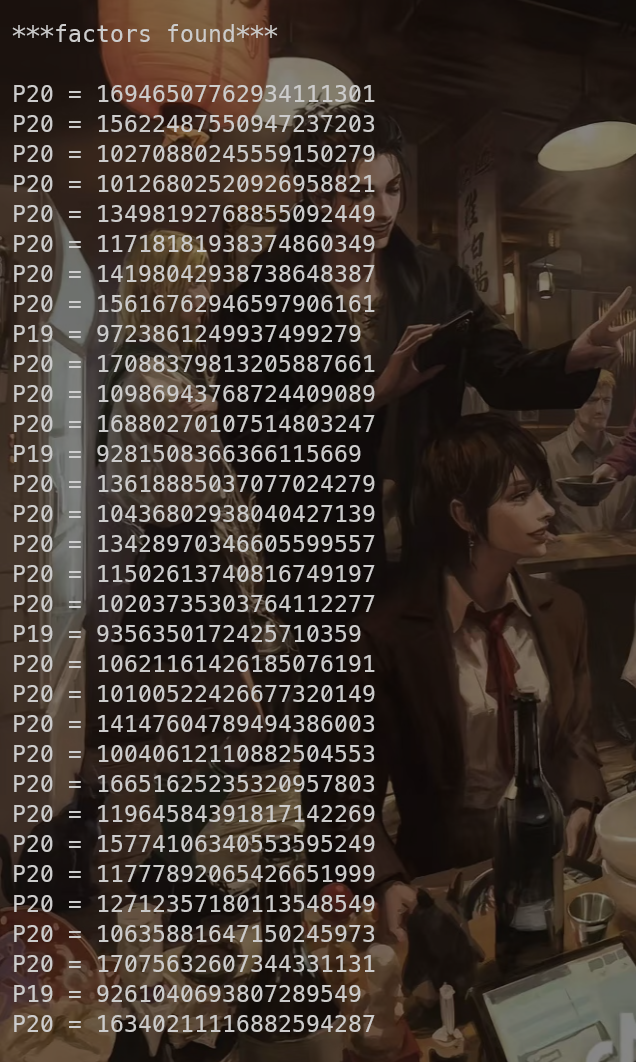 ***factors found***
P20 = 16946507762934111301
P20 = 15622487550947237203
P20 = 10270880245559150279
P20 = 10126802520926958821
P20 = 13498192768855092449
P20 = 11718181938374860349
P20 = 14198042938738648387
P20 = 15616762946597906161
P19 = 9723861249937499279
P20 = 17088379813205887661
P20 = 10986943768724409089
P20 = 16880270107514803247
P19 = 9281508366366115669
P20 = 13618885037077024279
P20 = 10436802938040427139
P20 = 13428970346605599557
P20 = 11502613740816749197
P20 = 10203735303764112277
P19 = 9356350172425710359
P20 = 10621161426185076191
P20 = 10100522426677320149
P20 = 14147604789494386003
P20 = 10040612110882504553
P20 = 16651625235320957803
P20 = 11964584391817142269
P20 = 15774106340553595249
P20 = 11777892065426651999
P20 = 12712357180113548549
P20 = 10635881647150245973
P20 = 17075632607344331131
P19 = 9261040693807289549
P20 = 16340211116882594287